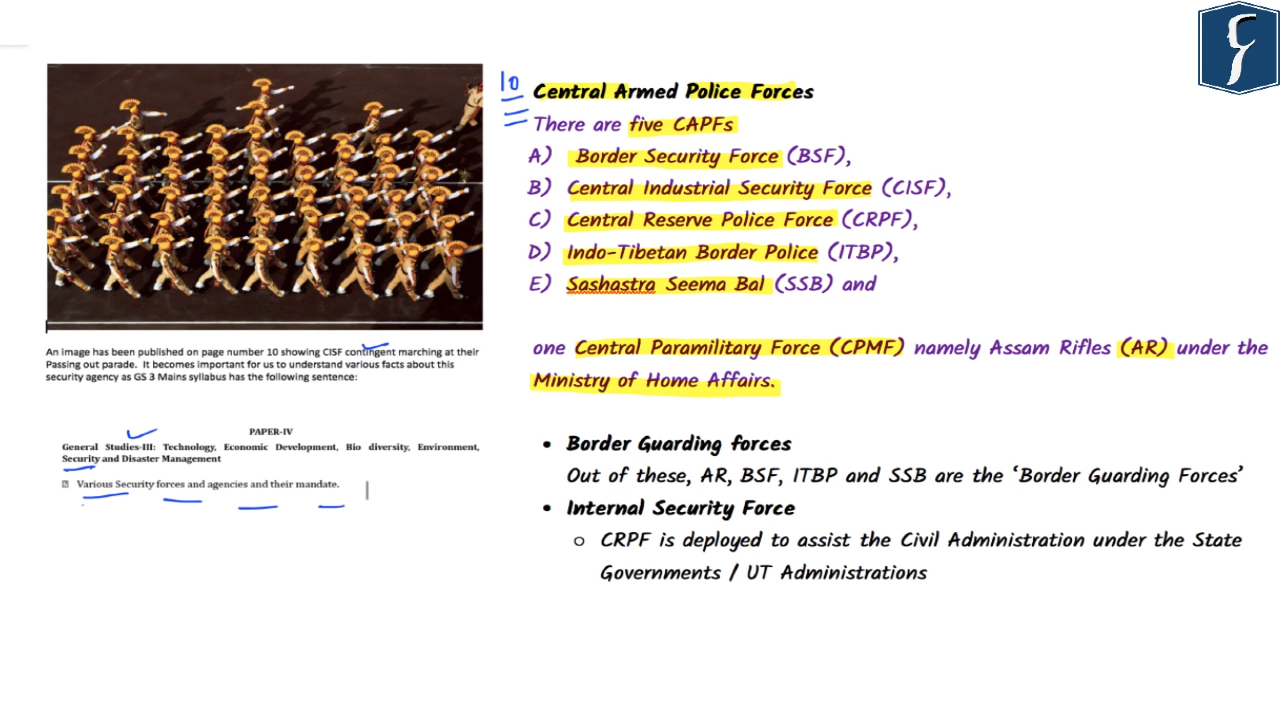 10
Central Armed Police Forces
There are five CAPFs
A) Border Security Force (BSF),
B) Central Industrial Security Force (CISF),
C) Central Reserve Police Force (CRPF),
D) Indo-Tibetan Border Police (ITBP),
E) Sashastra Seema Bal (SSB) and
one Central Paramilitary Force (CPMF) namely Assam Rifles (AR) under the
Ministry of Home Affairs.
• Border Guarding forces
Out of these, AR, BSF, ITBP and SSB are the ‘Border Guarding Forces’
• Internal Security Force
o CRPF is deployed to assist the Civil Administration under the State
Governments / UT Administrations
An image has been published on page number 10 showing CISF contingent marching at their
Passing out parade. It becomes important for us to understand various facts about this
security agency as GS 3 Mains syllabus has the following sentence:
PAPER-IV
General Studies-III: Technology, Economic Development, Bio diversity, Environment,
Security and Disaster Management
Various Security forces and agencies and their mandate.